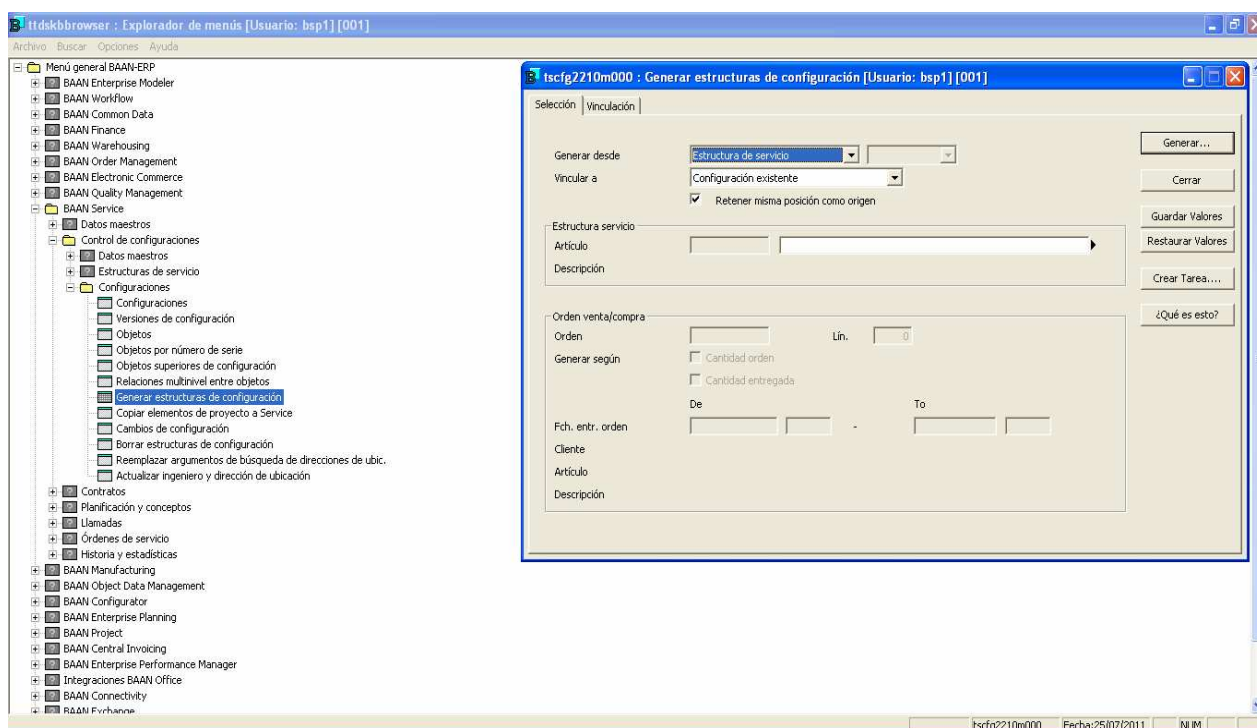 ttdskbbrowser : Explorador de menús [Usuario: bsp1] [001]
Archivo Buscar Opciones Ayuda
Menú general BAAN-ERP
BAAN Enterprise Modeler
BAAN Workflow
BAAN Common Data
BAAN Finance
BAAN Warehousing
BAAN Order Management
BAAN Electronic Commerce
BAAN Quality Management
BAAN Service
Datos maestros
Control de configuraciones
Datos maestros
Estructuras de servicio
Configuraciones
Configuraciones
Versiones de configuración
Objetos
Objetos por número de serie
Objetos superiores de configuración
Relaciones multinivel entre objetos
Generar estructuras de configuración
Copiar elementos de proyecto a Service
Cambios de configuración
Borrar estructuras de configuración
Reemplazar argumentos de búsqueda de direcciones de ubic.
Actualizar ingeniero y dirección de ubicación
Contratos
Planificación y conceptos
Llamadas
Órdenes de servicio
Historia y estadísticas
BAAN Manufacturing
BAAN Object Data Management
BAAN Configurator
BAAN Enterprise Planning
BAAN Project
BAAN Central Invoicing
BAAN Enterprise Performance Manager
Integraciones BAAN Office
BAAN Connectivity
BAAN Exchange
tscfg2210m000 : Generar estructuras de configuración [Usuario: bsp1] [001]
Selección Vinculación
Generar desde Estructura de servicio
Vincular a Configuración existente
Retener misma posición como origen
Estructura servicio
Artículo
Descripción
Orden venta/compra
Orden Lín. 0
Generar según Cantidad orden
Cantidad entregada
De To
Fch. entr. orden -
Cliente
Artículo
Descripción
Generar...
Cerrar
Guardar Valores
Restaurar Valores
Crear Tarea....
¿Qué es esto?
tscfg2210m000 Fecha:25/07/2011 NUM